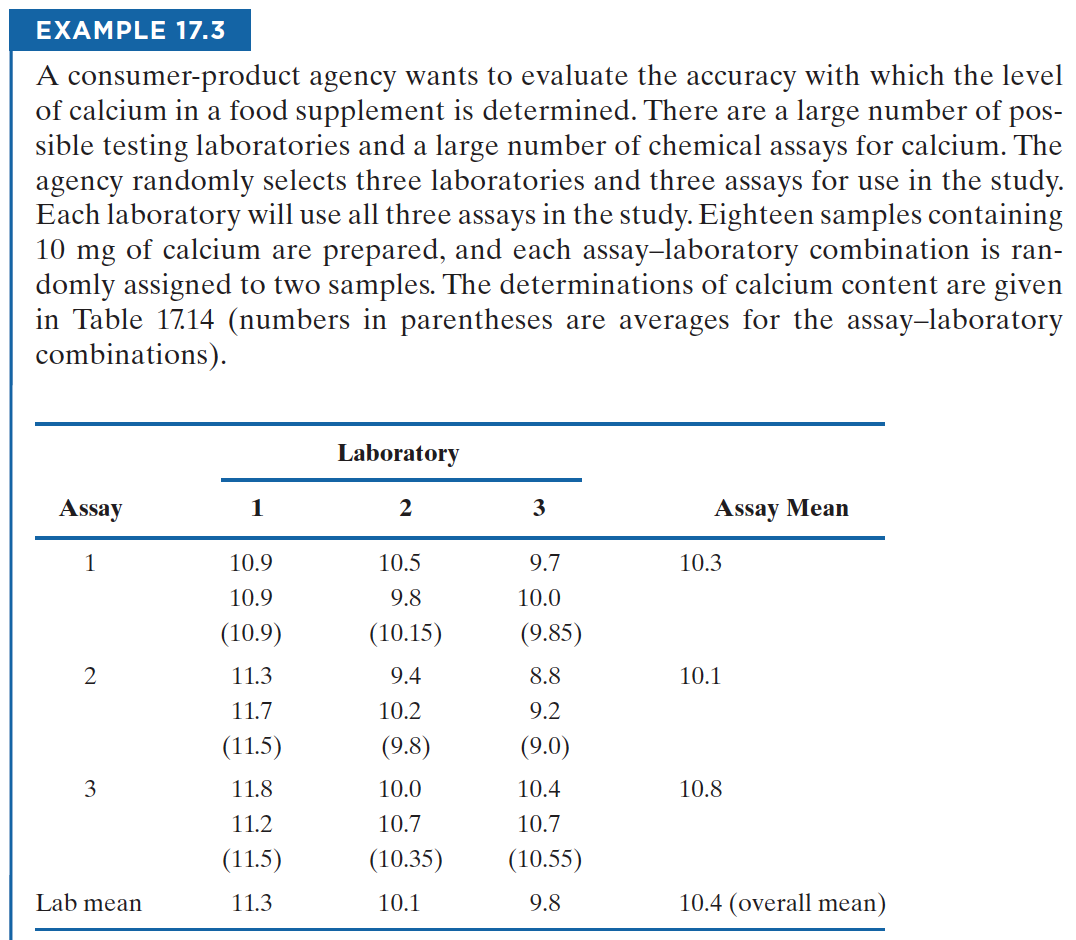 EXAMPLE 17.3
A consumer-product agency wants to evaluate the accuracy with which the level
of calcium in a food supplement is determined. There are a large number of pos-
sible testing laboratories and a large number of chemical assays for calcium. The
agency randomly selects three laboratories and three assays for use in the study.
Each laboratory will use all three assays in the study. Eighteen samples containing
10 mg of calcium are prepared, and each assay–laboratory combination is ran-
domly assigned to two samples. The determinations of calcium content are given
in Table 17.14 (numbers in parentheses are averages for the assay–laboratory
combinations).
Laboratory
Assay 1 2 3 Assay Mean
1 10.9 10.5 9.7 10.3
10.9 9.8 10.0
(10.9) (10.15) (9.85)
2 11.3 9.4 8.8 10.1
11.7 10.2 9.2
(11.5) (9.8) (9.0)
3 11.8 10.0 10.4 10.8
11.2 10.7 10.7
(11.5) (10.35) (10.55)
Lab mean 11.3 10.1 9.8 10.4 (overall mean)